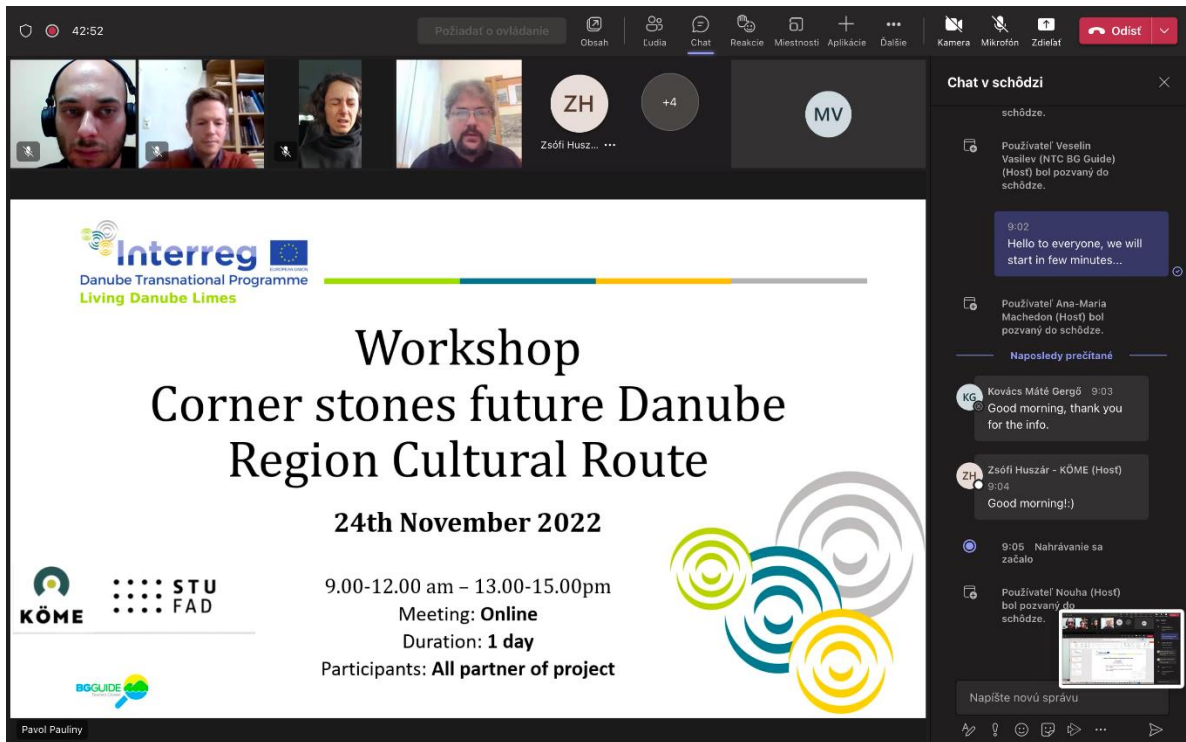 42:52
Požiadať o ovládanie
Obsah
Ľudia
Chat
Reakcie
Miestnosti
Aplikácie
Ďalšie
Kamera
Mikrofón
Zdieľať
Odísť
ZH
Zsófi Husz... •••
+4
MV
Interreg
EUROPEAN UNION
Danube Transnational Programme
Living Danube Limes
Workshop
Corner stones future Danube
Region Cultural Route
24th November 2022
9.00-12.00 am – 13.00-15.00pm
Meeting: Online
Duration: 1 day
Participants: All partner of project
KÖME
STU
FAD
BGGUIDE
Pavol Pauliny
Chat v schôdzi
schôdze.
Používateľ Veselin
Vasilev (NTC BG Guide)
(Hosť) bol pozvaný do
schôdze.
9:02
Hello to everyone, we will
start in few minutes...
Používateľ Ana-Maria
Machedon (Hosť) bol
pozvaný do schôdze.
Naposledy prečítané
KG
Kovács Máté Gergő 9:03
Good morning, thank you
for the info.
ZH
Zsófi Huszár - KÖME (Hosť)
9:04
Good morning!:)
9:05 Nahrávanie sa
začalo
Používateľ Nouha (Hosť)
bol pozvaný do
schôdze.
Napíšte novú správu